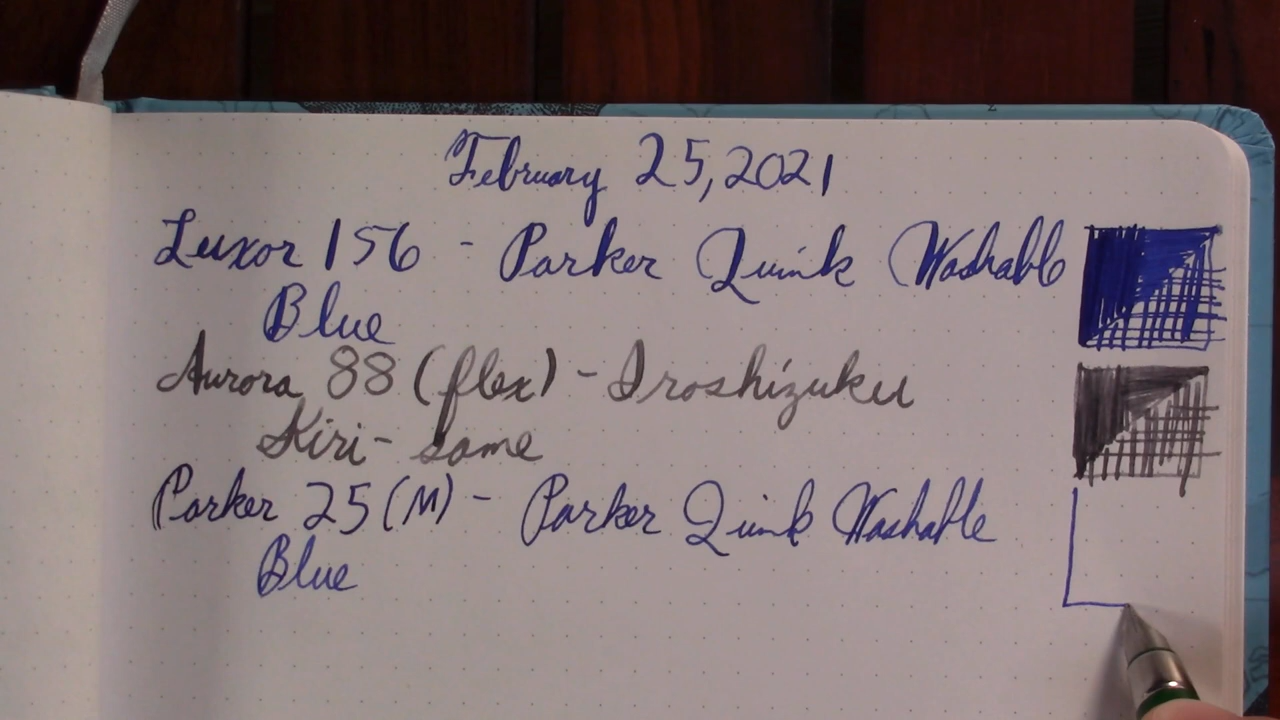 February 25, 2021
Luxor 156 - Parker Quink Washable
Blue
Aurora 88 (flex) - Iroshizuku
Kiri-same
Parker 25 (M) - Parker Quink Washable
Blue